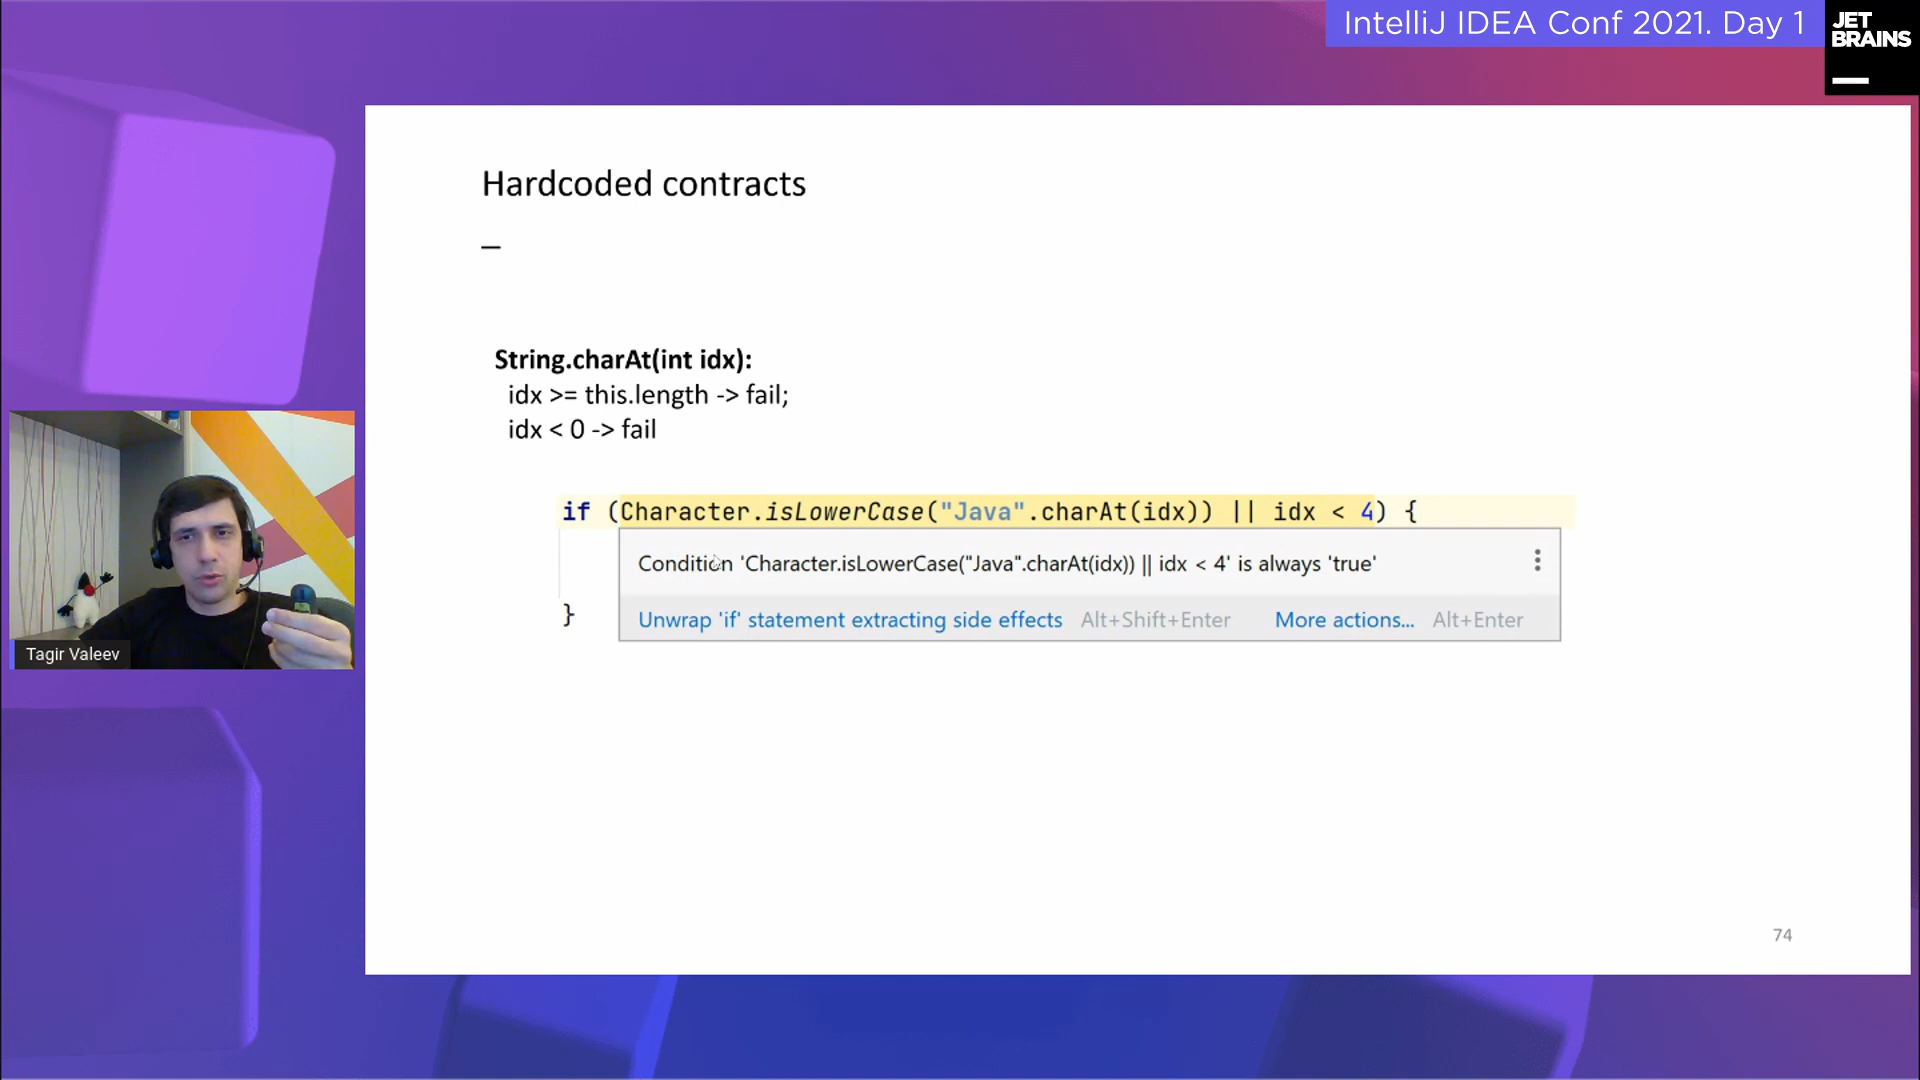 IntelliJ IDEA Conf 2021. Day 1
JET
BRAINS
Hardcoded contracts
–
String.charAt(int idx):
idx >= this.length -> fail;
idx < 0 -> fail
if (Character.isLowerCase("Java".charAt(idx)) || idx < 4) {
Condition 'Character.isLowerCase("Java".charAt(idx)) || idx < 4' is always 'true'
Unwrap 'if' statement extracting side effects Alt+Shift+Enter More actions... Alt+Enter
}
Tagir Valeev
74